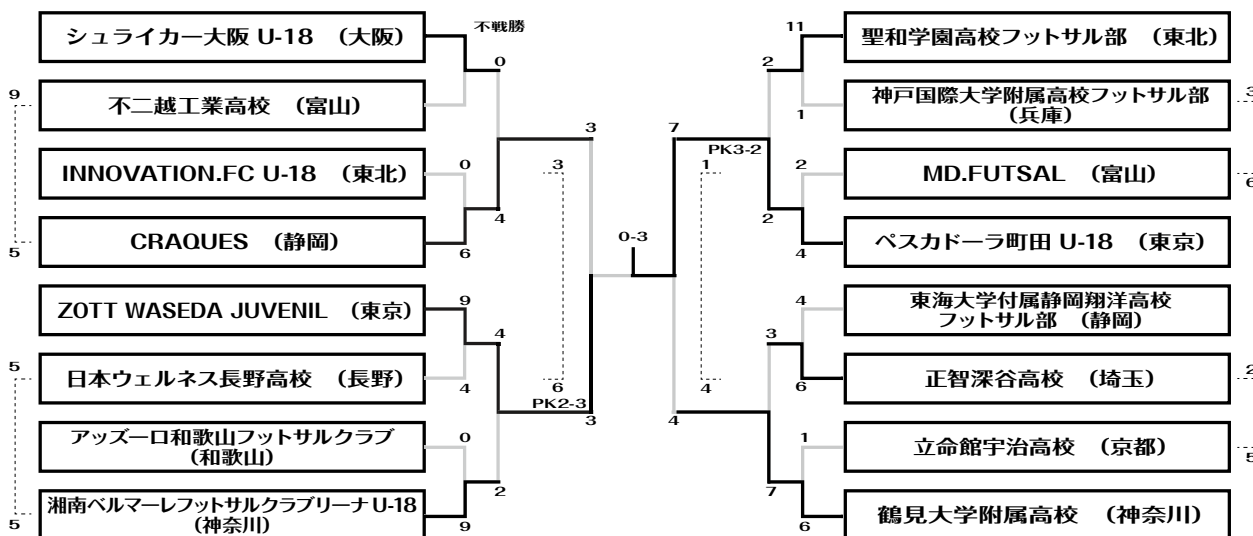 シュライカー大阪 U-18 （大阪）
不二越工業高校 （富山）
INNOVATION.FC U-18 （東北）
CRAQUES （静岡）
ZOTT WASEDA JUVENIL （東京）
日本ウェルネス長野高校 （長野）
アッズーロ和歌山フットサルクラブ
（和歌山）
湘南ベルマーレフットサルクラブリーナ U-18
（神奈川）
9
5
5
5
不戦勝
0
0
4
6
9
4
4
0
2
9
3
3
6
PK2-3
3
0-3
7
PK3-2
1
4
4
11
2
1
2
2
4
4
3
6
1
7
6
聖和学園高校フットサル部 （東北）
神戸国際大学附属高校フットサル部
（兵庫）
MD.FUTSAL （富山）
ペスカドーラ町田 U-18 （東京）
東海大学付属静岡翔洋高校
フットサル部 （静岡）
正智深谷高校 （埼玉）
立命館宇治高校 （京都）
鶴見大学附属高校 （神奈川）
3
6
2
5